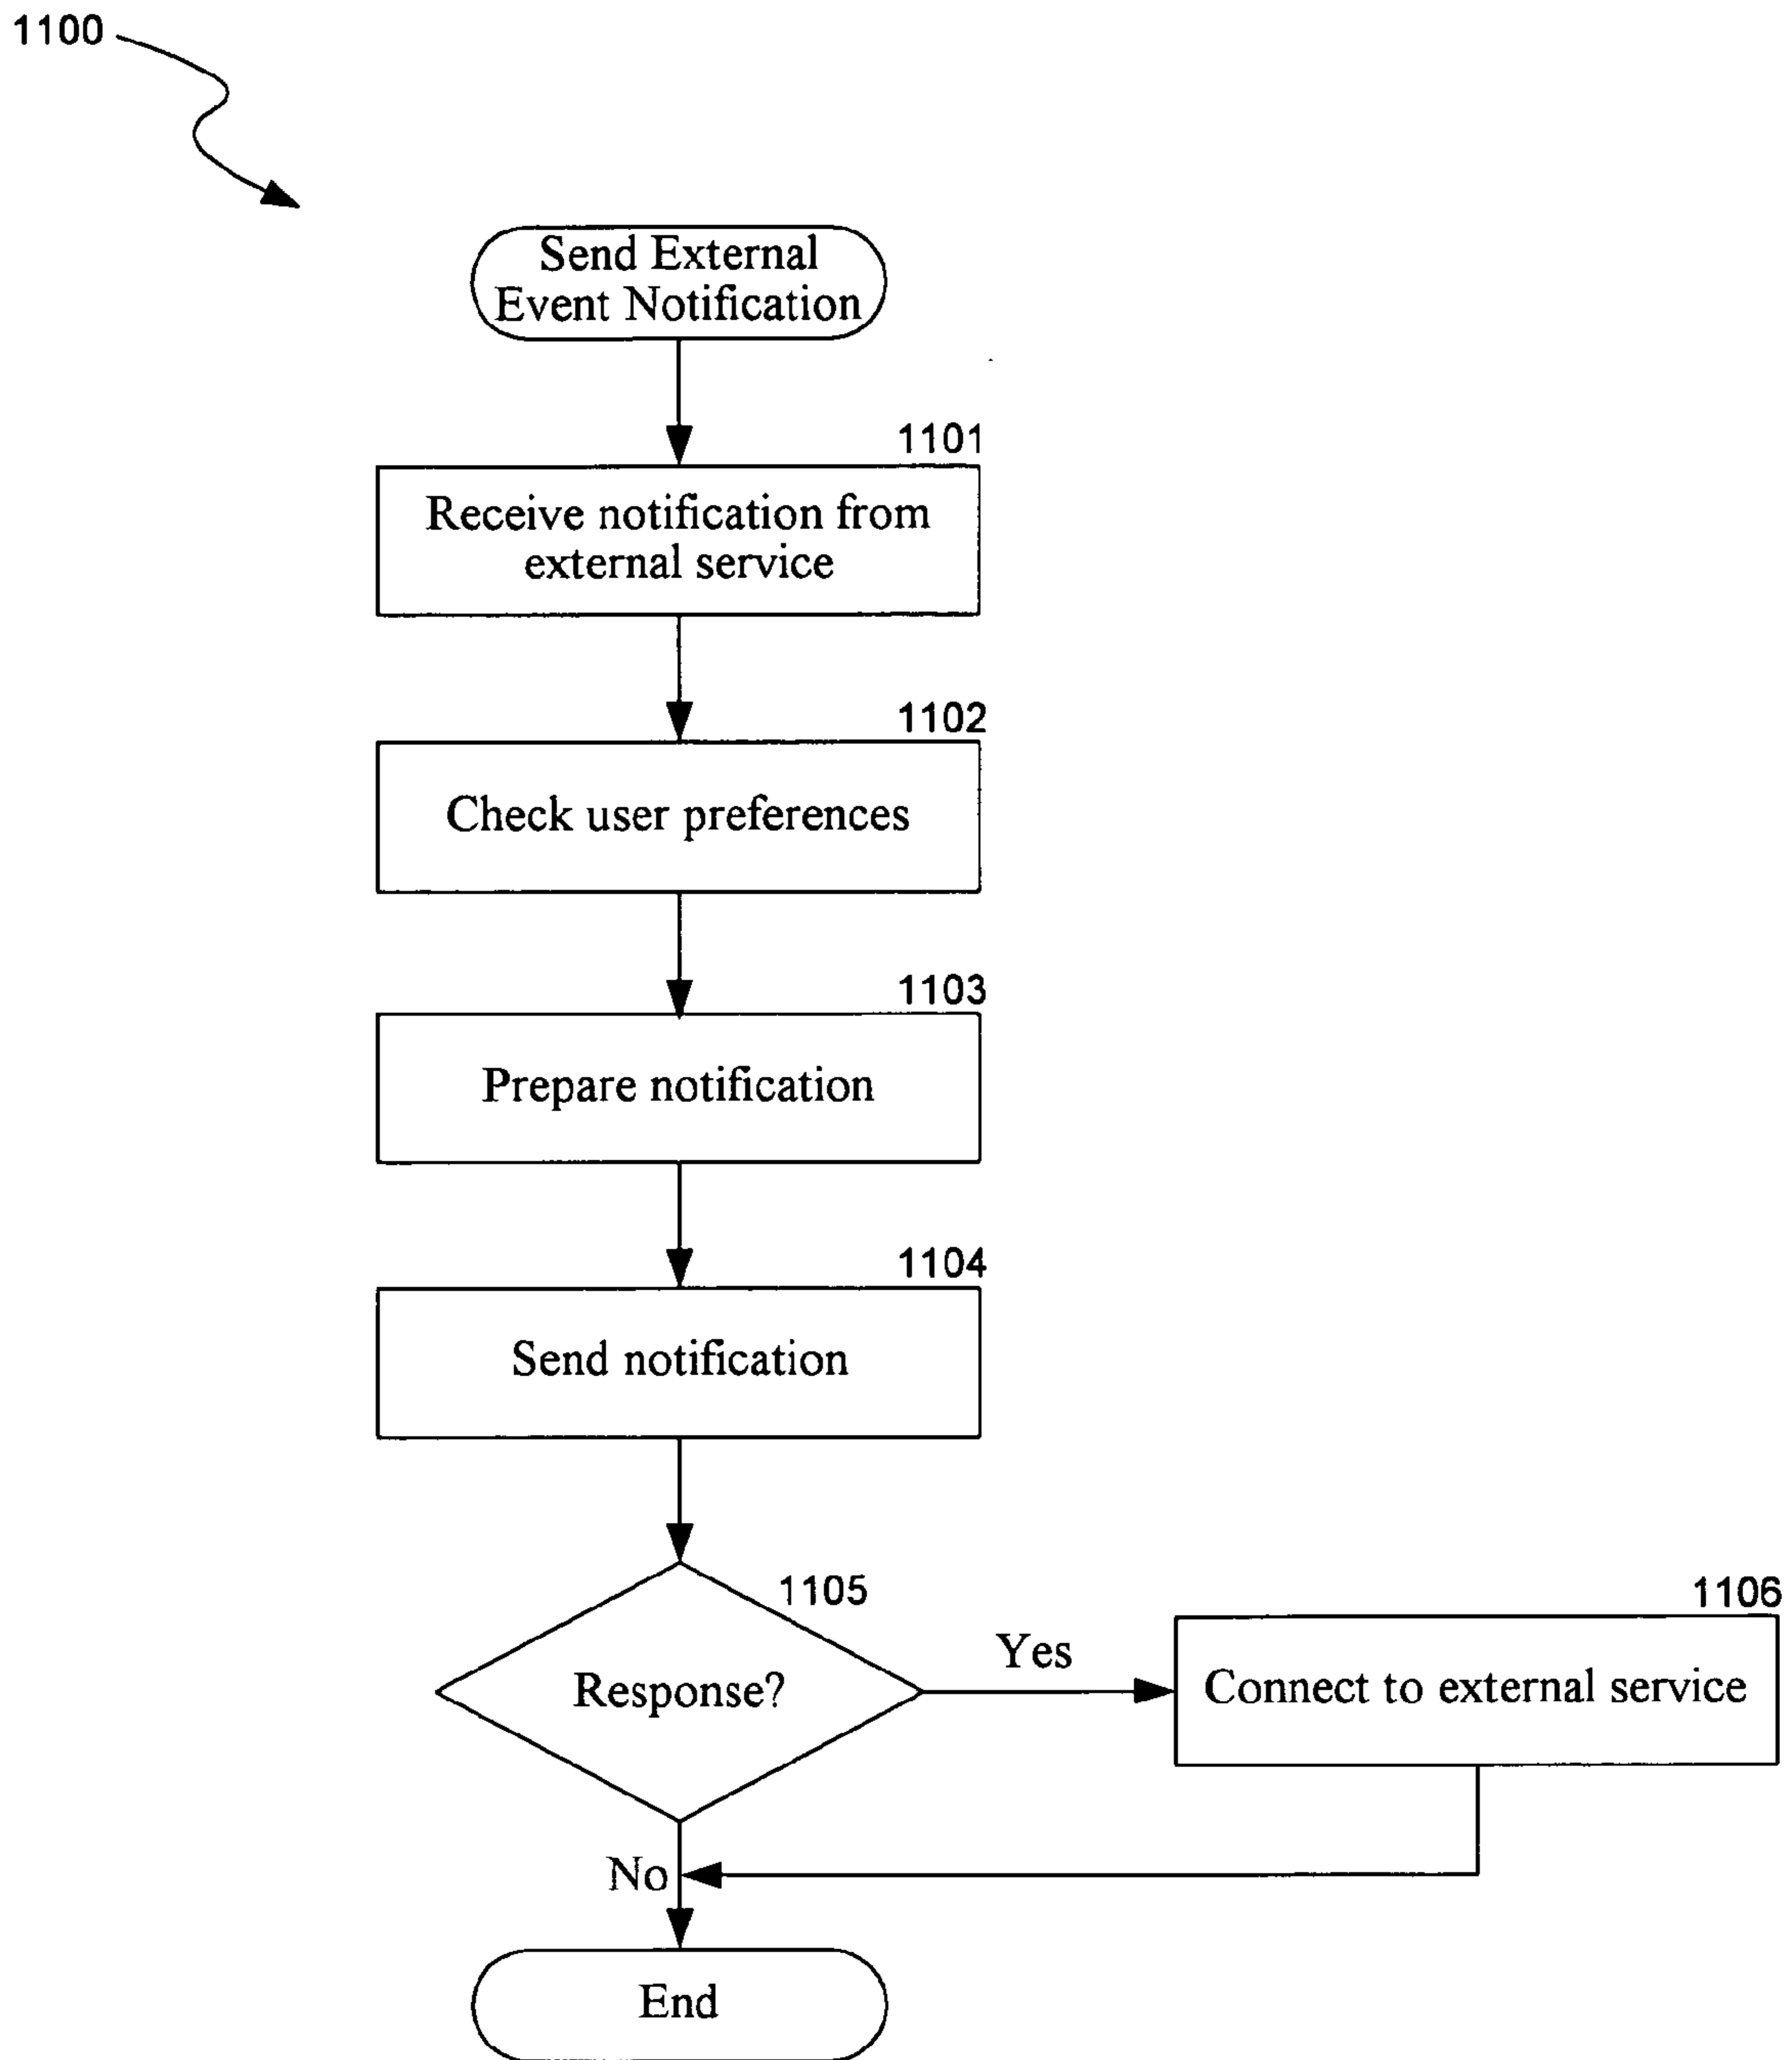 1100
Send External
Event Notification
1101
Receive notification from
external service
1102
Check user preferences
1103
Prepare notification
1104
Send notification
1105
Response?
Yes
1106
Connect to external service
No
End